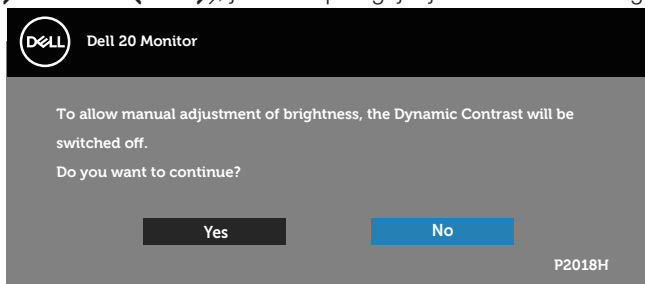 DELL
Dell 20 Monitor
To allow manual adjustment of brightness, the Dynamic Contrast will be
switched off.
Do you want to continue?
Yes
No
P2018H